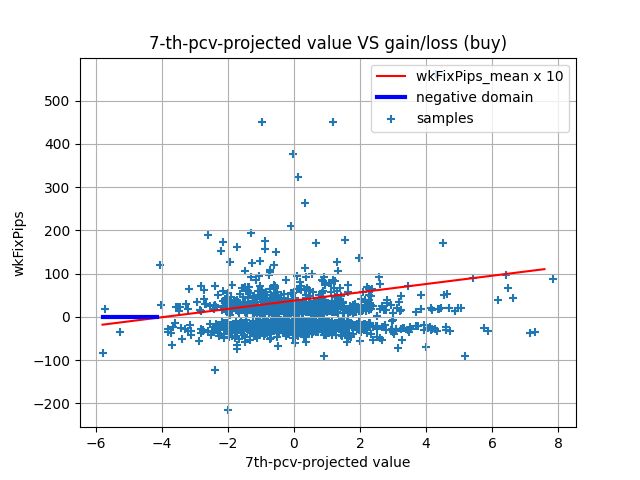 7-th-pcv-projected value VS gain/loss (buy)
wkFixPips_mean x 10
negative domain
samples
wkFixPips
500
400
300
200
100
0
−100
−200
−6 −4 −2 0 2 4 6 8
7th-pcv-projected value